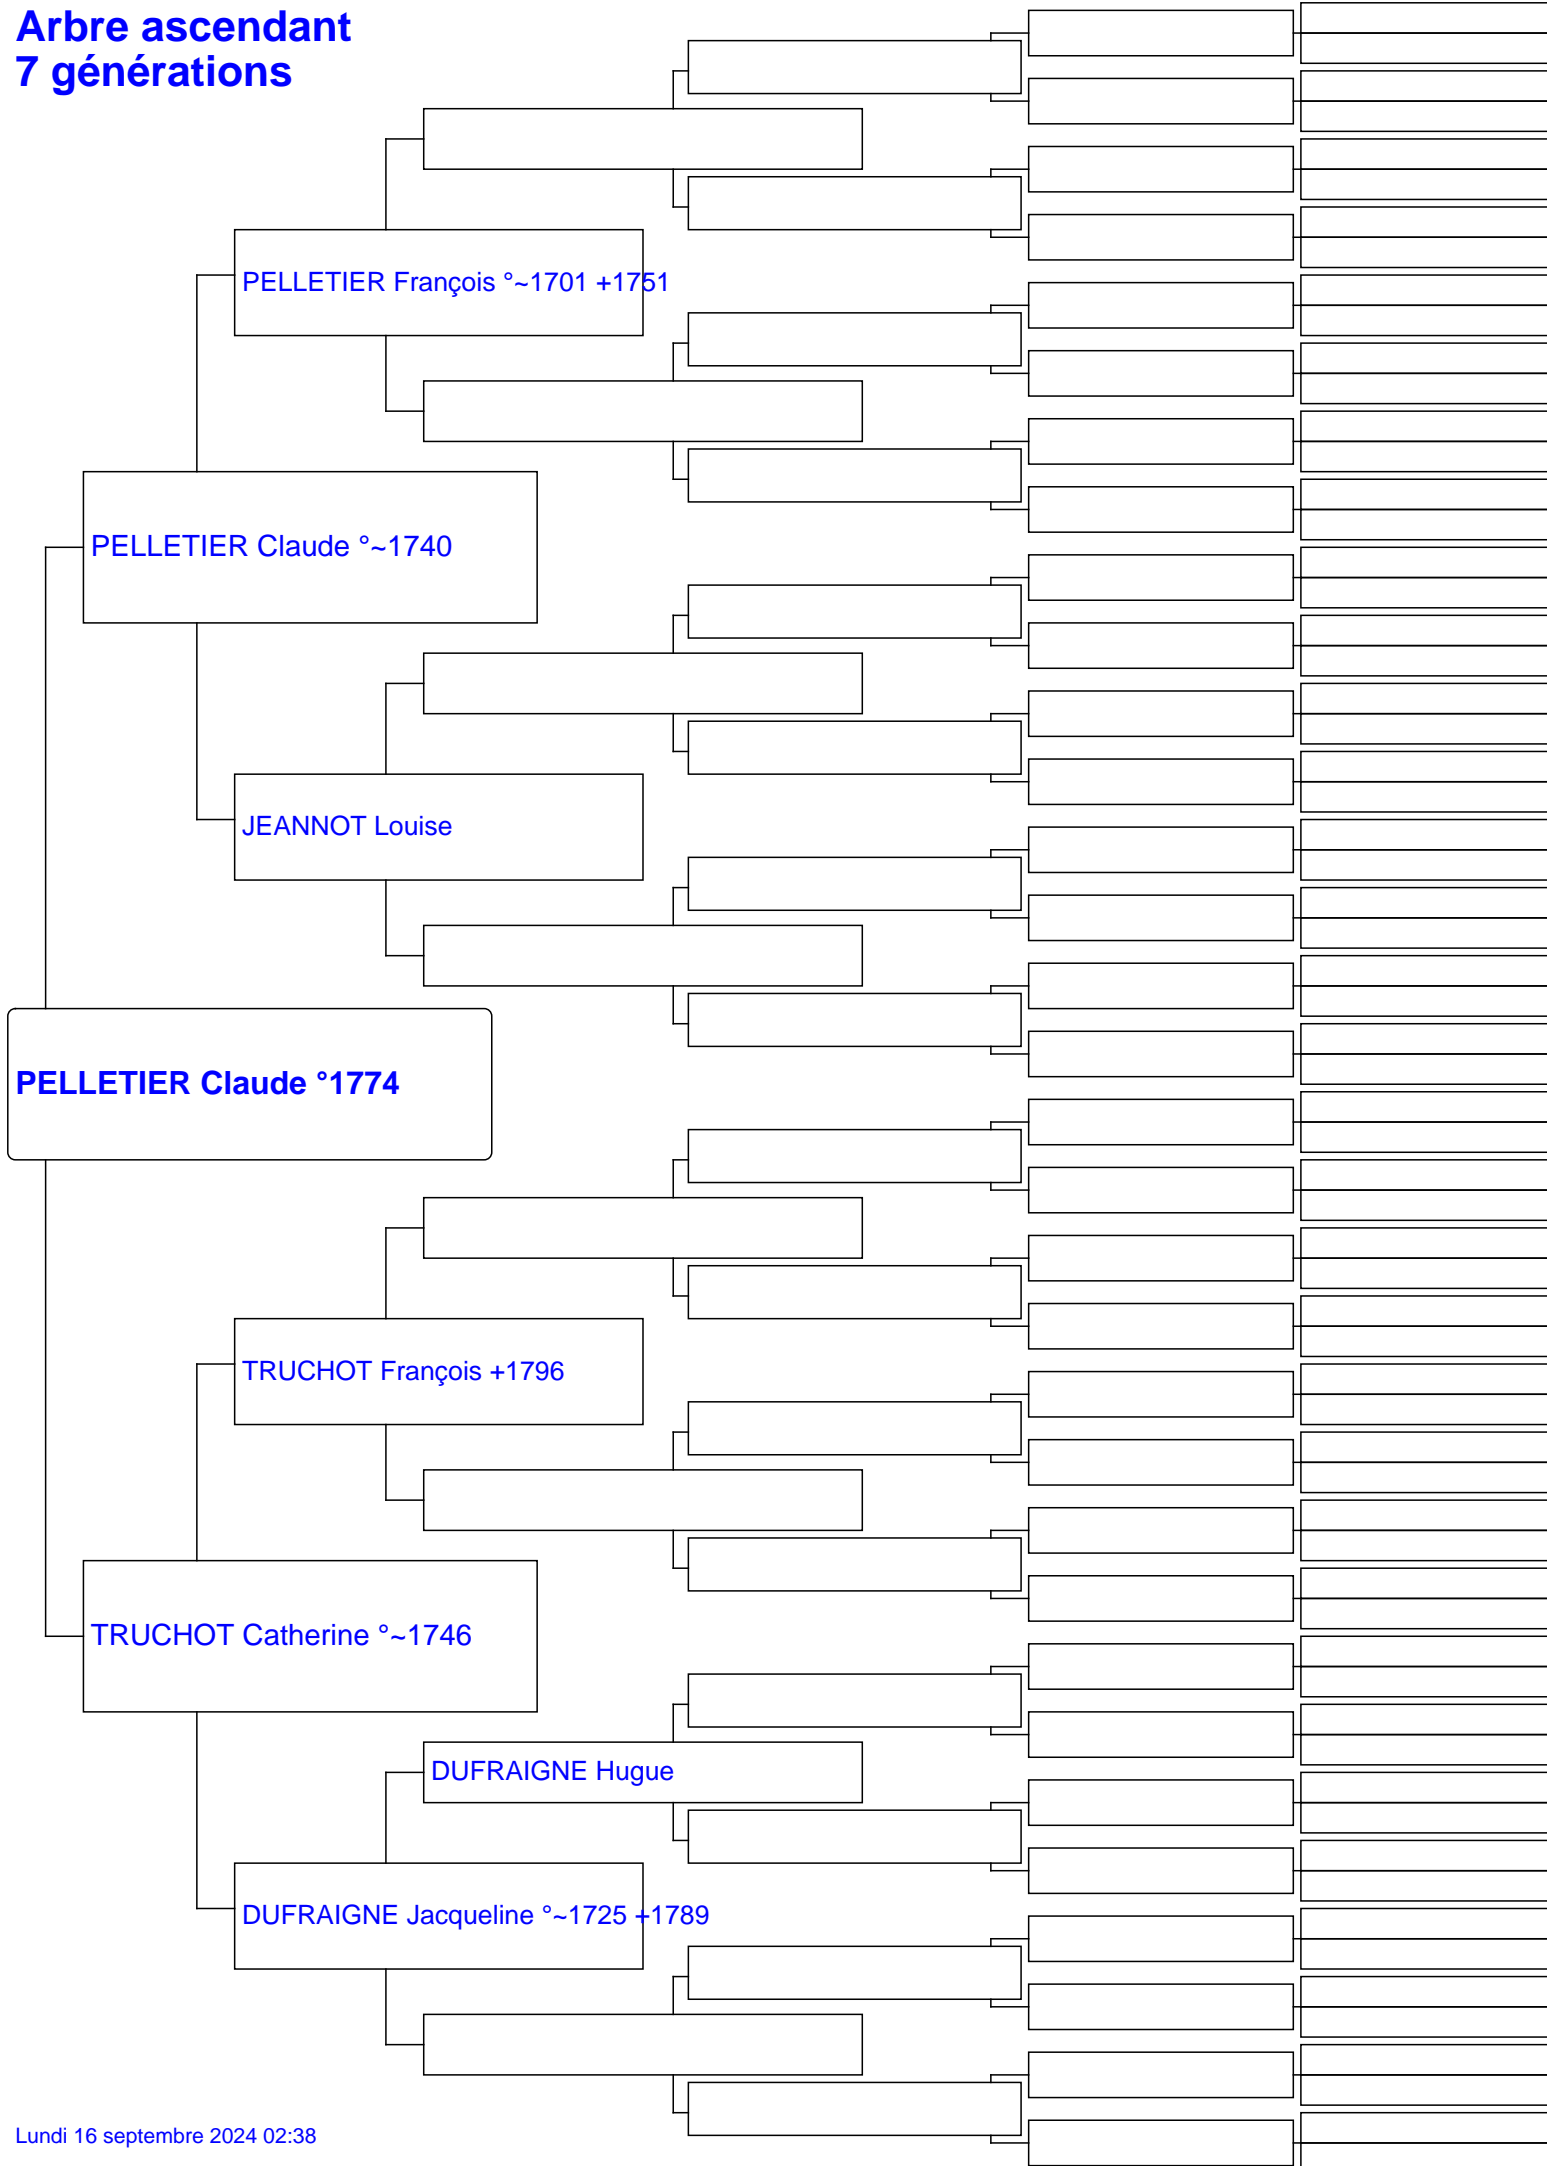 Arbre ascendant
7 générations
PELLETIER François °~1701 +1751
PELLETIER Claude °~1740
JEANNOT Louise
PELLETIER Claude °1774
TRUCHOT François +1796
TRUCHOT Catherine °~1746
DUFRAIGNE Hugue
DUFRAIGNE Jacqueline °~1725 +1789
Lundi 16 septembre 2024 02:38